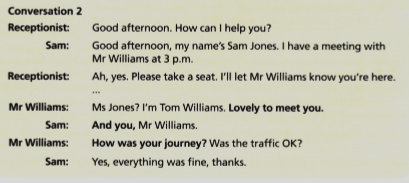 Conversation 2
Receptionist: Good afternoon. How can I help you?
Sam: Good afternoon, my name's Sam Jones. I have a meeting with
Mr Williams at 3 p.m.
Receptionist: Ah, yes. Please take a seat. I'll let Mr Williams know you're here.
...
Mr Williams: Ms Jones? I'm Tom Williams. Lovely to meet you.
Sam: And you, Mr Williams.
Mr Williams: How was your journey? Was the traffic OK?
Sam: Yes, everything was fine, thanks.